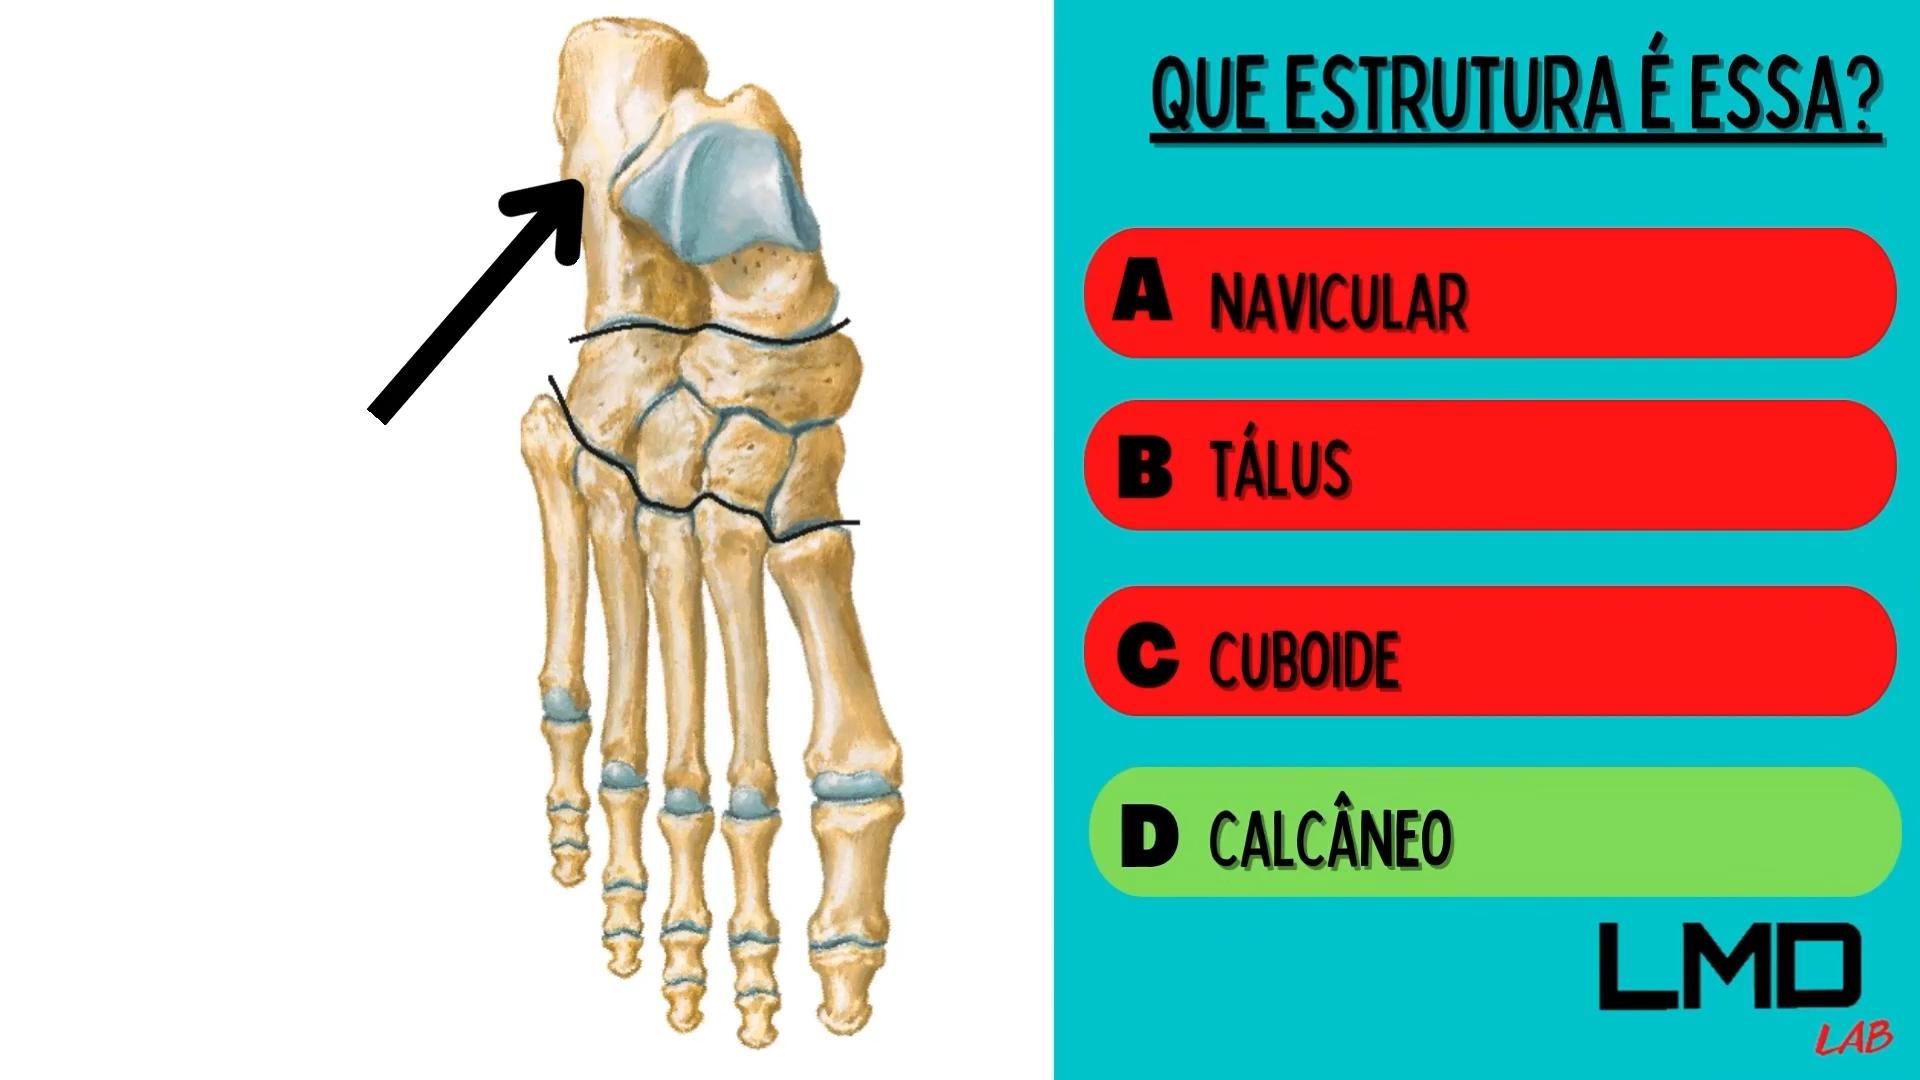 QUE ESTRUTURA É ESSA?
A NAVICULAR
B TÁLUS
C CUBOIDE
D CALCÂNEO
LMD
LAB